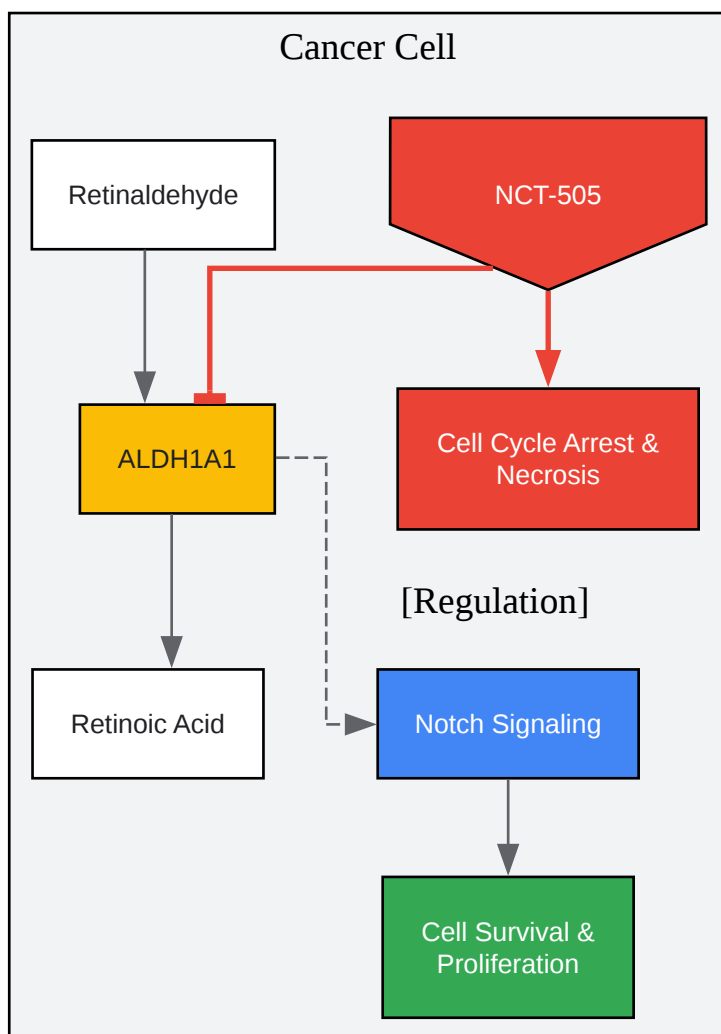 Cancer Cell
Retinaldehyde
NCT-505
ALDH1A1
Cell Cycle Arrest &
Necrosis
[Regulation]
Retinoic Acid
Notch Signaling
Cell Survival &
Proliferation